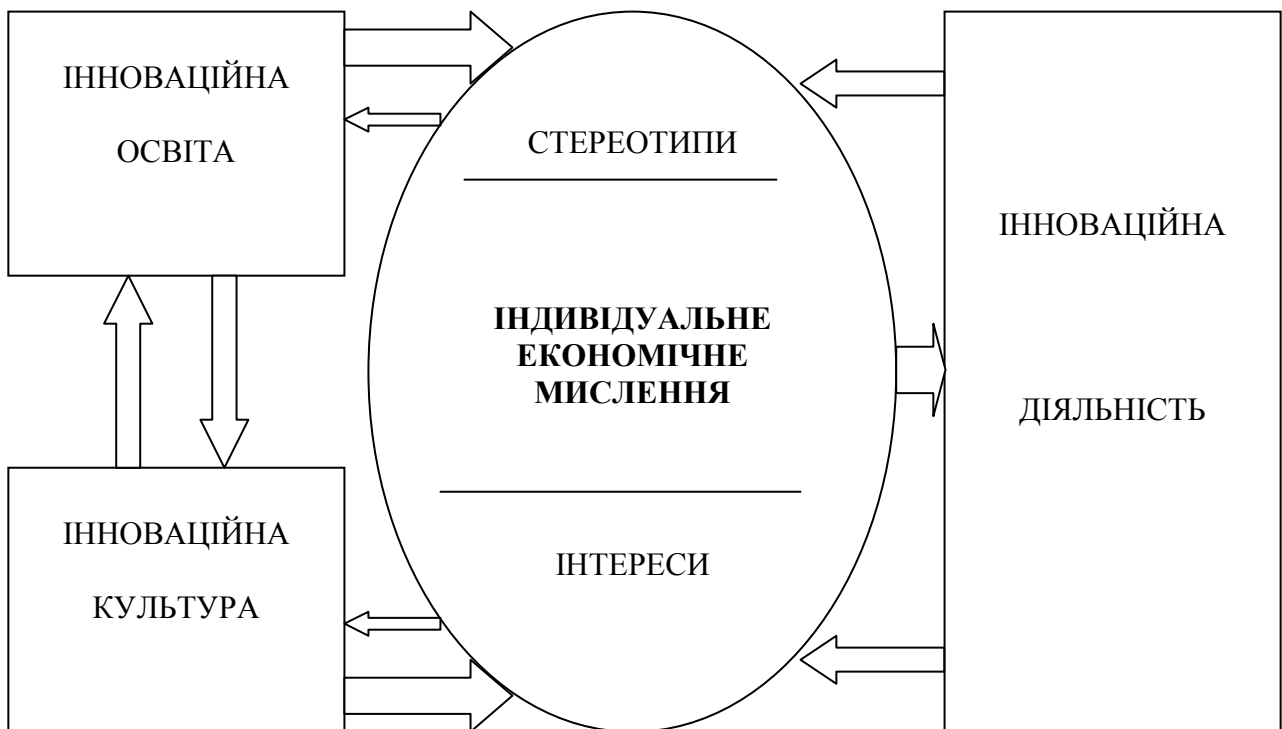 ІННОВАЦІЙНА
ОСВІТА
СТЕРЕОТИПИ
ІНДИВІДУАЛЬНЕ
ЕКОНОМІЧНЕ
МИСЛЕННЯ
ІНТЕРЕСИ
ІННОВАЦІЙНА
КУЛЬТУРА
ІННОВАЦІЙНА
ДІЯЛЬНІСТЬ